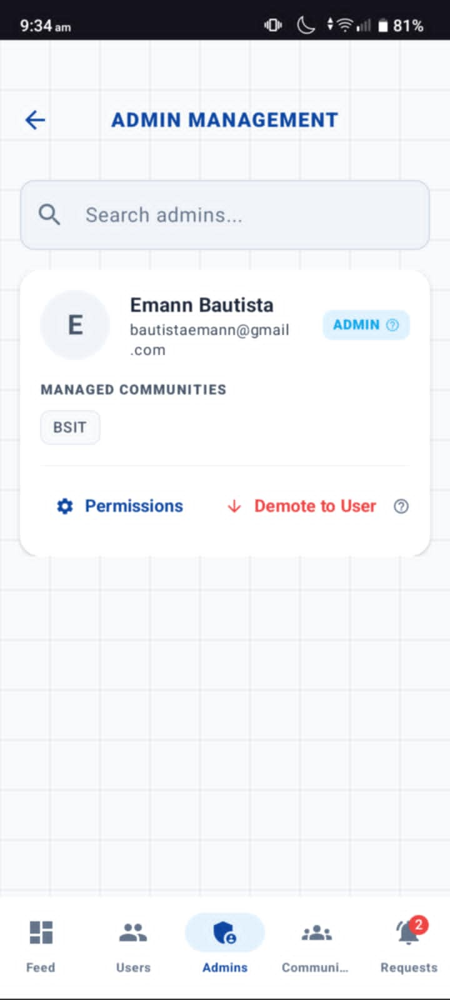 9:34 am
81%
ADMIN MANAGEMENT
Search admins...
E
Emann Bautista
bautistaemann@gmail
.com
ADMIN
MANAGED COMMUNITIES
BSIT
Permissions
Demote to User
2
Feed
Users
Admins
Communi...
Requests